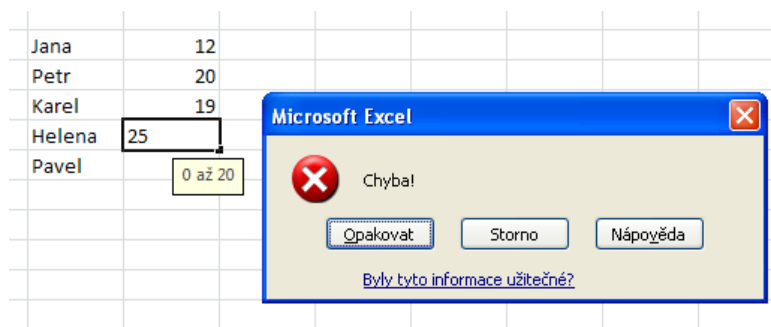 Jana 12
Petr 20
Karel 19
Helena 25
Pavel
0 až 20
Microsoft Excel
Chyba!
Opakovat Storno Nápověda
Byly tyto informace užitečné?